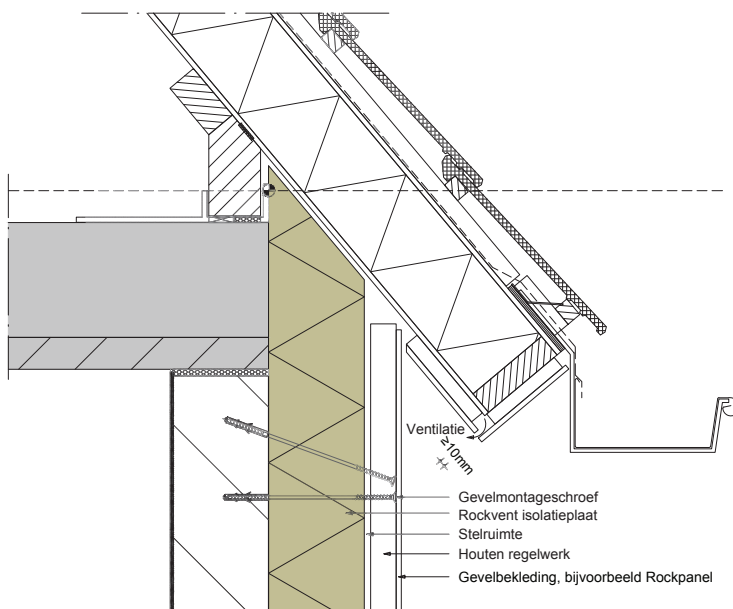 Ventilatie
≥10mm
Gevelmontageschroef
Rockvent isolatieplaat
Stelruimte
Houten regelwerk
Gevelbekleding, bijvoorbeeld Rockpanel